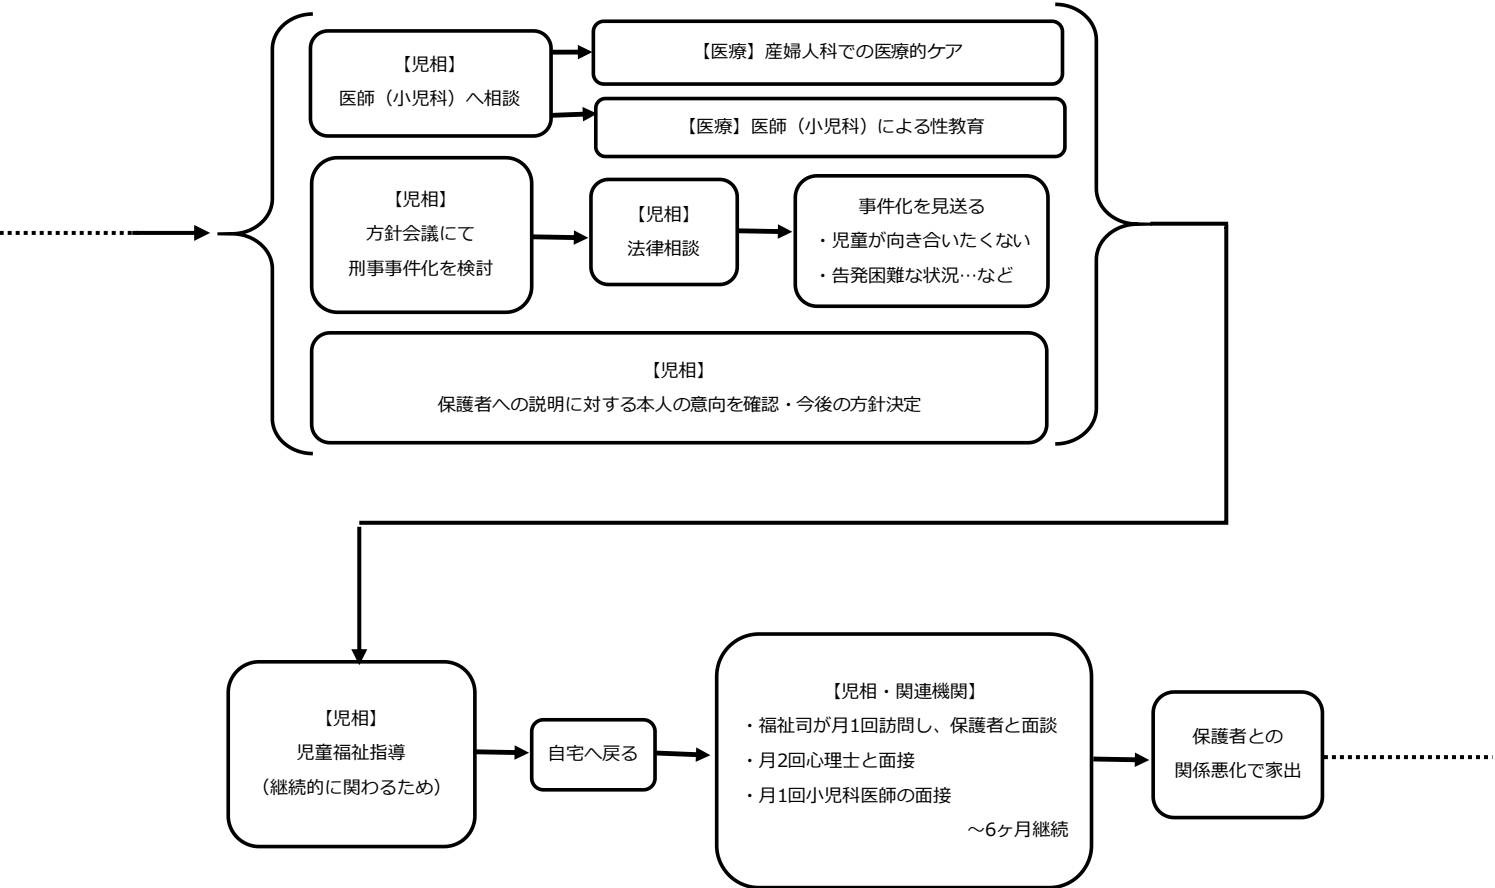 【児相】
医師（小児科）へ相談
【医療】産婦人科での医療的ケア
【医療】医師（小児科）による性教育
【児相】
方針会議にて
刑事事件化を検討
【児相】
法律相談
事件化を見送る
・児童が向き合いたくない
・告発困難な状況…など
【児相】
保護者への説明に対する本人の意向を確認・今後の方針決定
【児相】
児童福祉指導
（継続的に関わるため）
自宅へ戻る
【児相・関連機関】
・福祉司が月1回訪問し、保護者と面談
・月2回心理士と面接
・月1回小児科医師の面接
～6ヶ月継続
保護者との
関係悪化で家出